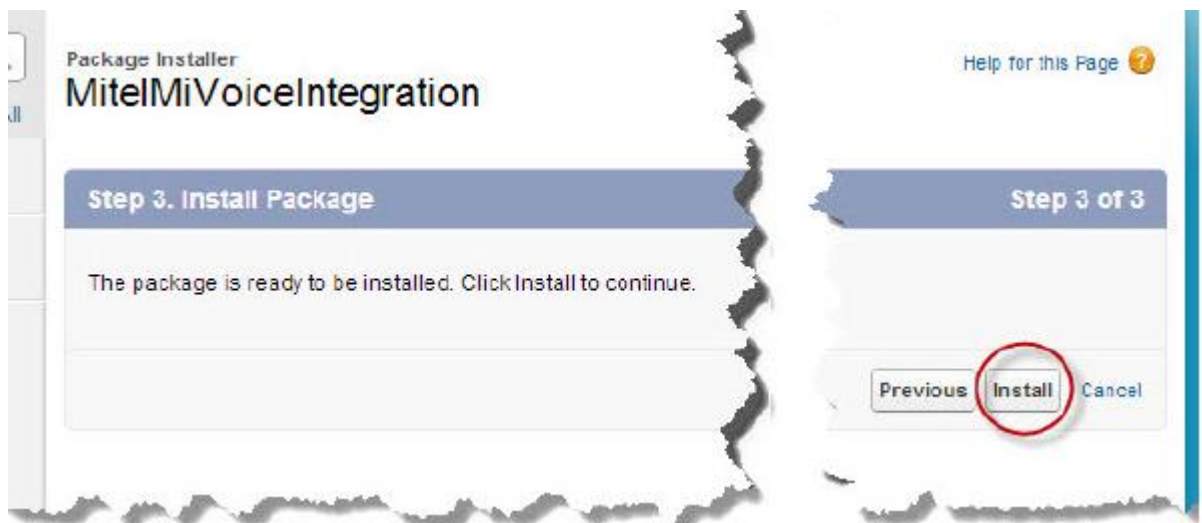 Package Installer
Help for this Page ?
MitelMiVoiceIntegration
Step 3. Install Package
Step 3 of 3
The package is ready to be installed. Click Install to continue.
Previous Install Cancel